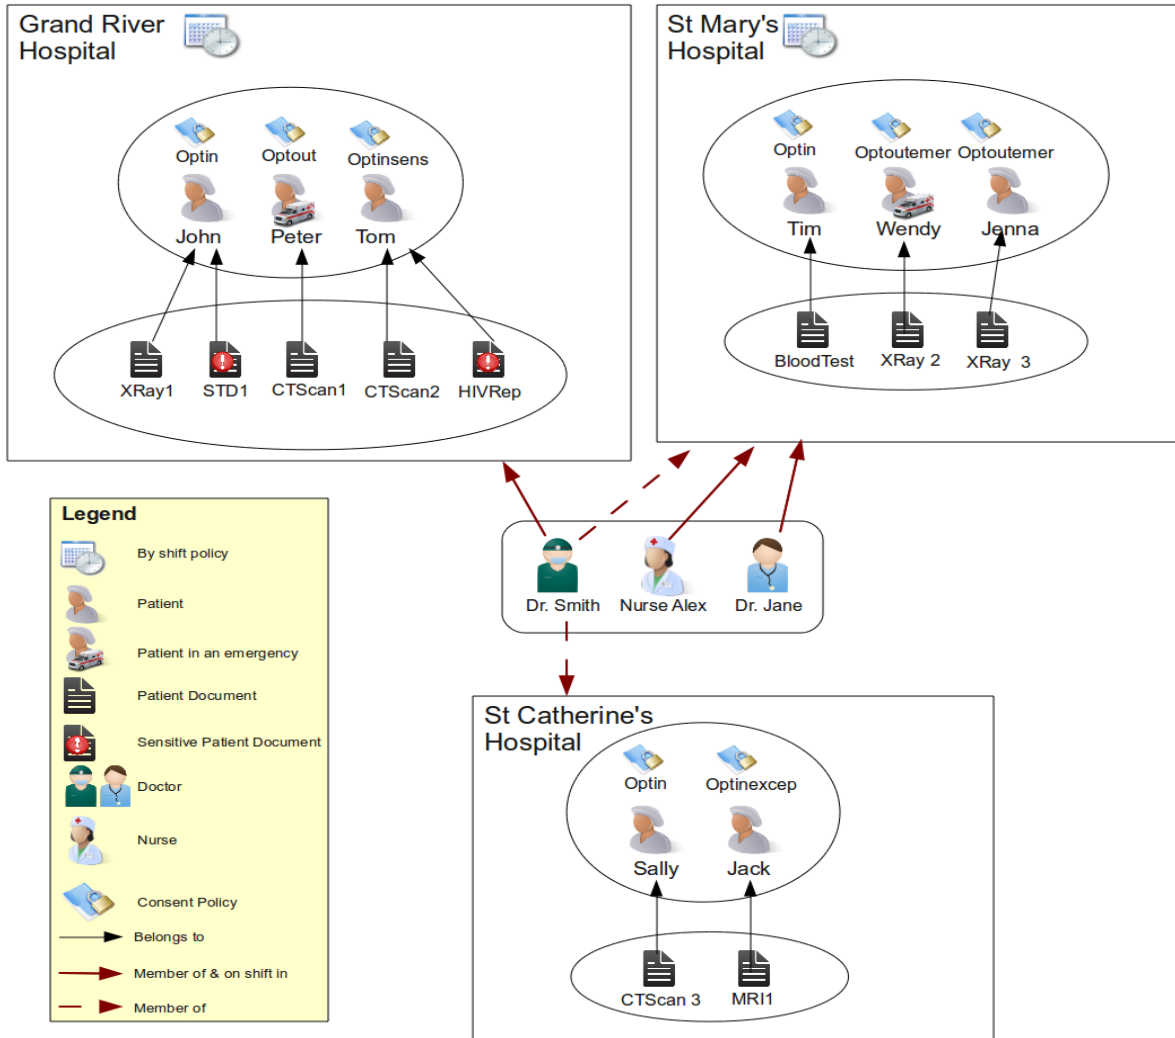 Grand River
Hospital
Optin
Optout
Optinsens
John
Peter
Tom
XRay1
STD1
CTScan1
CTScan2
HIVRep
St Mary's
Hospital
Optin
Optoutemer
Optoutemer
Tim
Wendy
Jenna
BloodTest
XRay 2
XRay 3
Legend
By shift policy
Patient
Patient in an emergency
Patient Document
Sensitive Patient Document
Doctor
Nurse
Consent Policy
Belongs to
Member of & on shift in
Member of
Dr. Smith
Nurse Alex
Dr. Jane
St Catherine's
Hospital
Optin
Optinexcep
Sally
Jack
CTScan 3
MRI1